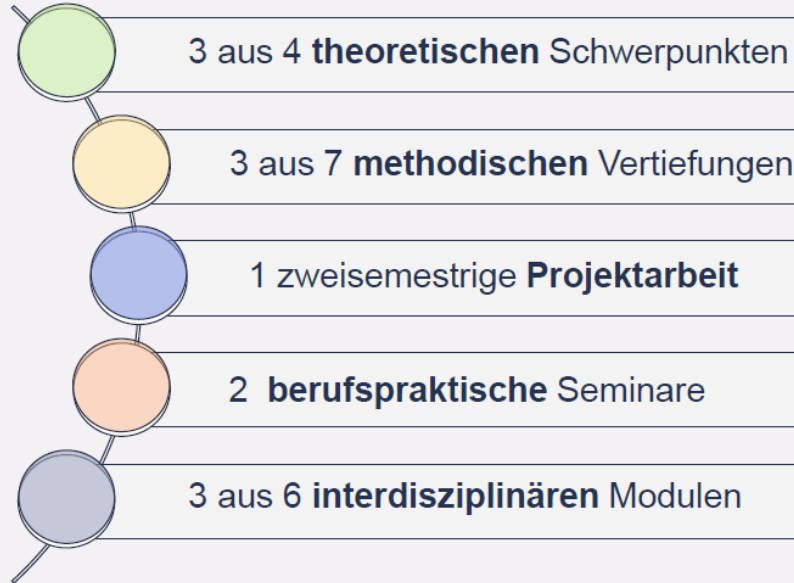 3 aus 4 theoretischen Schwerpunkten
3 aus 7 methodischen Vertiefungen
1 zweisemestrige Projektarbeit
2 berufspraktische Seminare
3 aus 6 interdisziplinären Modulen